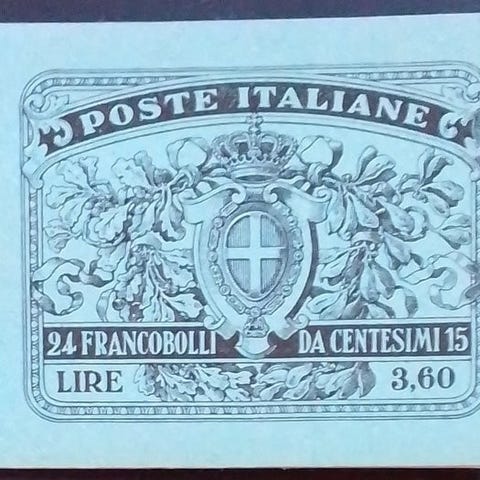 POSTE ITALIANE
24 FRANCOBOLLI DA CENTESIMI 15
LIRE 3,60